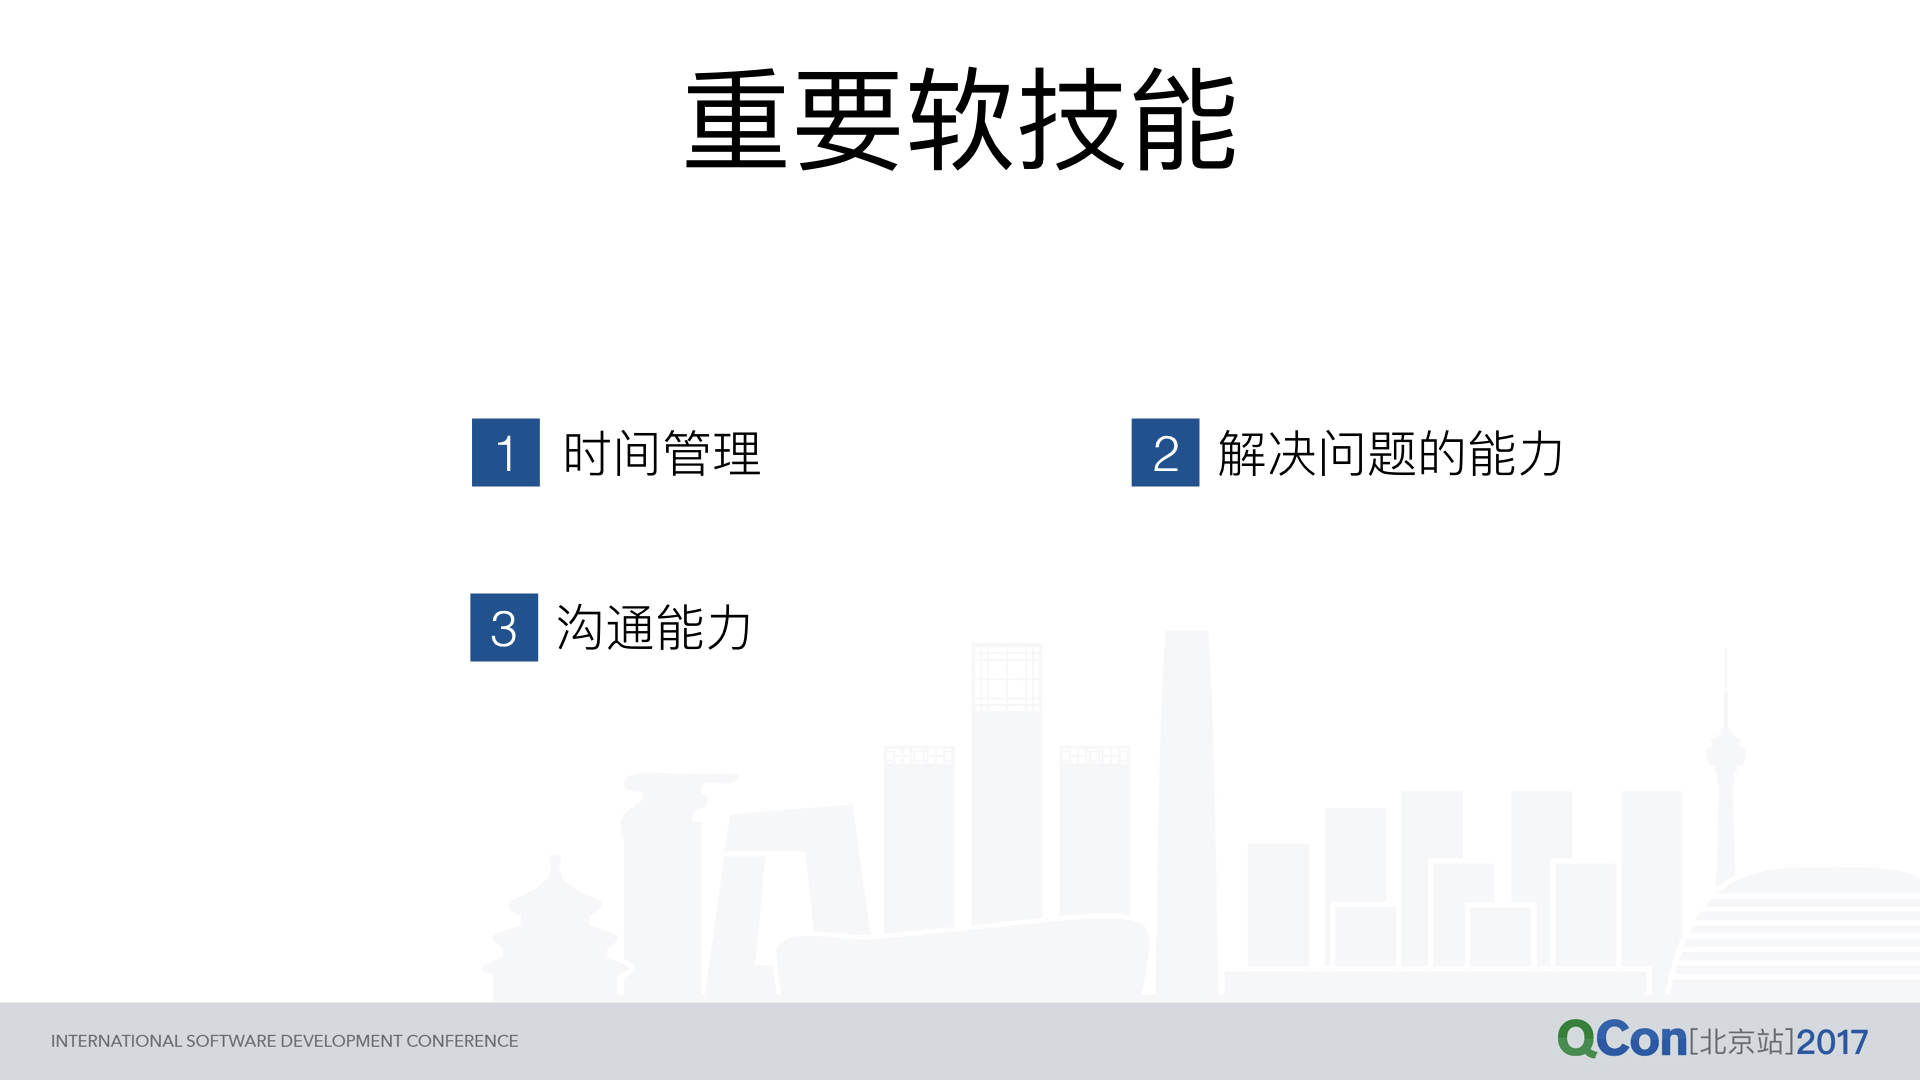 重要软技能
1 时间管理
2 解决问题的能力
3 沟通能力
INTERNATIONAL SOFTWARE DEVELOPMENT CONFERENCE
QCon[北京站]2017